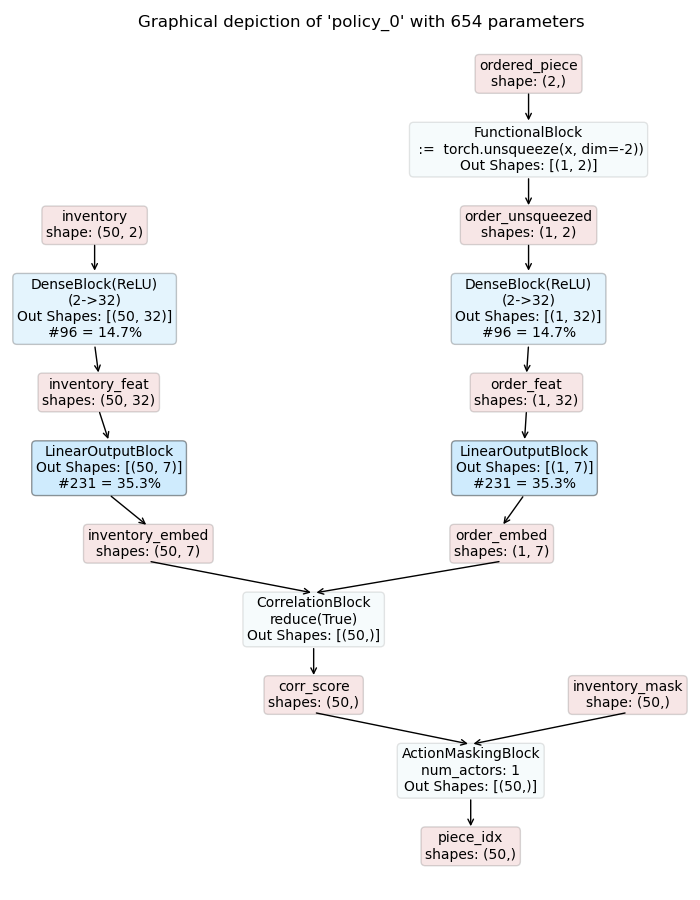 Graphical depiction of 'policy_0' with 654 parameters
ordered_piece
shape: (2,)
FunctionalBlock
:=  torch.unsqueeze(x, dim=-2))
Out Shapes: [(1, 2)]
inventory
shape: (50, 2)
order_unsqueezed
shapes: (1, 2)
DenseBlock(ReLU)
(2->32)
Out Shapes: [(50, 32)]
#96 = 14.7%
DenseBlock(ReLU)
(2->32)
Out Shapes: [(1, 32)]
#96 = 14.7%
inventory_feat
shapes: (50, 32)
order_feat
shapes: (1, 32)
LinearOutputBlock
Out Shapes: [(50, 7)]
#231 = 35.3%
LinearOutputBlock
Out Shapes: [(1, 7)]
#231 = 35.3%
inventory_embed
shapes: (50, 7)
order_embed
shapes: (1, 7)
CorrelationBlock
reduce(True)
Out Shapes: [(50,)]
corr_score
shapes: (50,)
inventory_mask
shape: (50,)
ActionMaskingBlock
num_actors: 1
Out Shapes: [(50,)]
piece_idx
shapes: (50,)